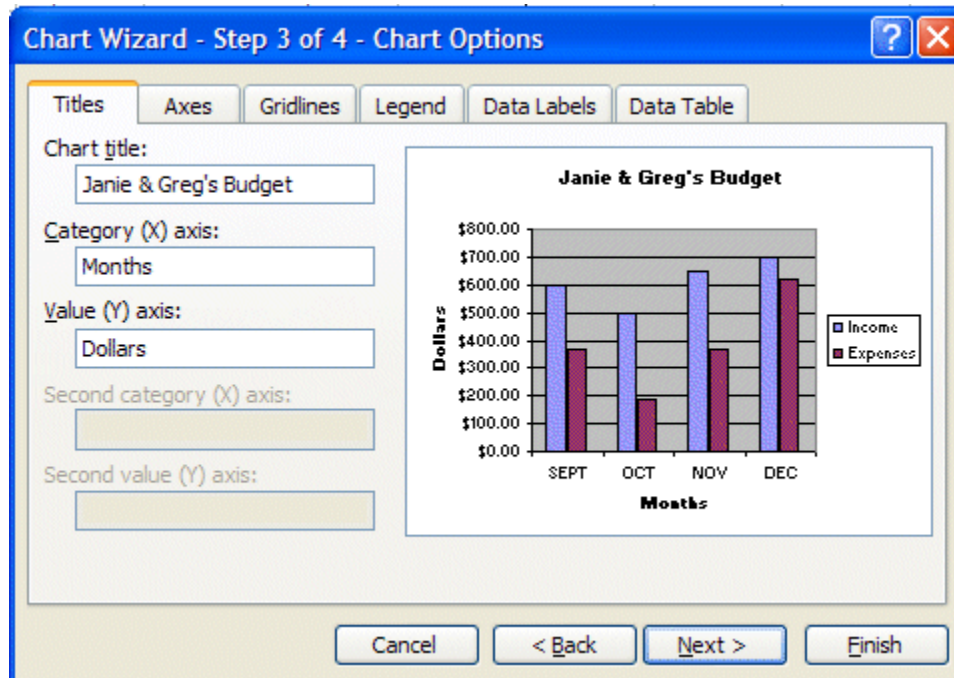 Chart Wizard - Step 3 of 4 - Chart Options
Titles Axes Gridlines Legend Data Labels Data Table
Chart title:
Janie & Greg's Budget
Category (X) axis:
Months
Value (Y) axis:
Dollars
Second category (X) axis:
Second value (Y) axis:
Janie & Greg's Budget
$800.00
$700.00
$600.00
$500.00
$400.00
$300.00
$200.00
$100.00
$0.00
Dollars
SEPT OCT NOV DEC
Months
Income
Expenses
Cancel < Back Next > Finish